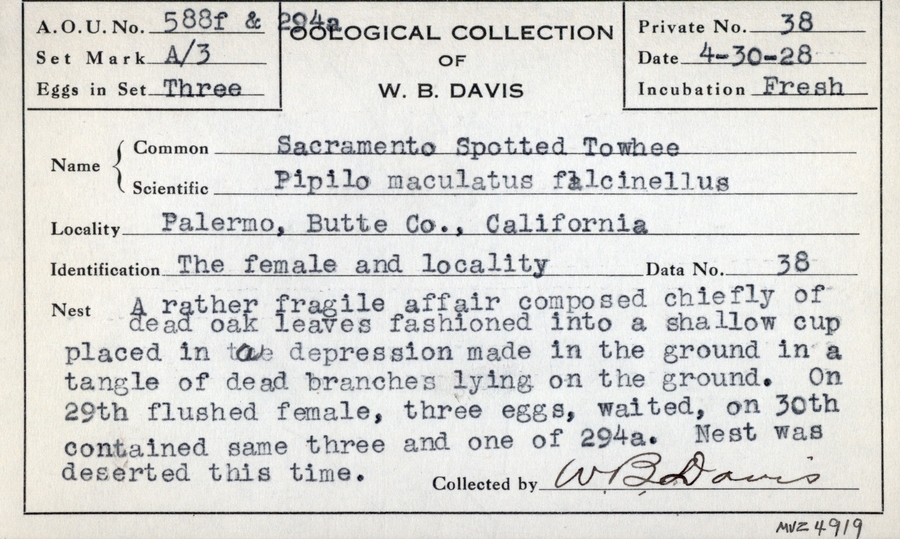 A.O.U. No. 588f & 294a
OOLOGICAL COLLECTION
Private No. 38
Set Mark A/3
OF
Date 4-30-28
Eggs in Set Three
W. B. DAVIS
Incubation Fresh
Name { Common Sacramento Spotted Towhee
Scientific Pipilo maculatus falcinellus
Locality Palermo, Butte Co., California
Identification The female and locality Data No. 38
Nest A rather fragile affair composed chiefly of
dead oak leaves fashioned into a shallow cup
placed in a depression made in the ground in a
tangle of dead branches lying on the ground. On
29th flushed female, three eggs, waited, on 30th
contained same three and one of 294a. Nest was
deserted this time.
Collected by W B Davis
MVZ 4919